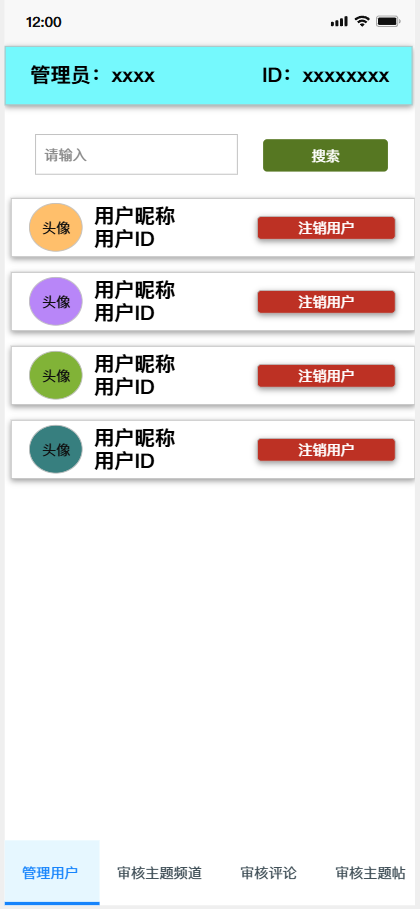 12:00
管理员：xxxx ID：xxxxxxxx
请输入 搜索
头像 用户昵称 注销用户
用户ID
头像 用户昵称 注销用户
用户ID
头像 用户昵称 注销用户
用户ID
头像 用户昵称 注销用户
用户ID
管理用户 审核主题频道 审核评论 审核主题帖